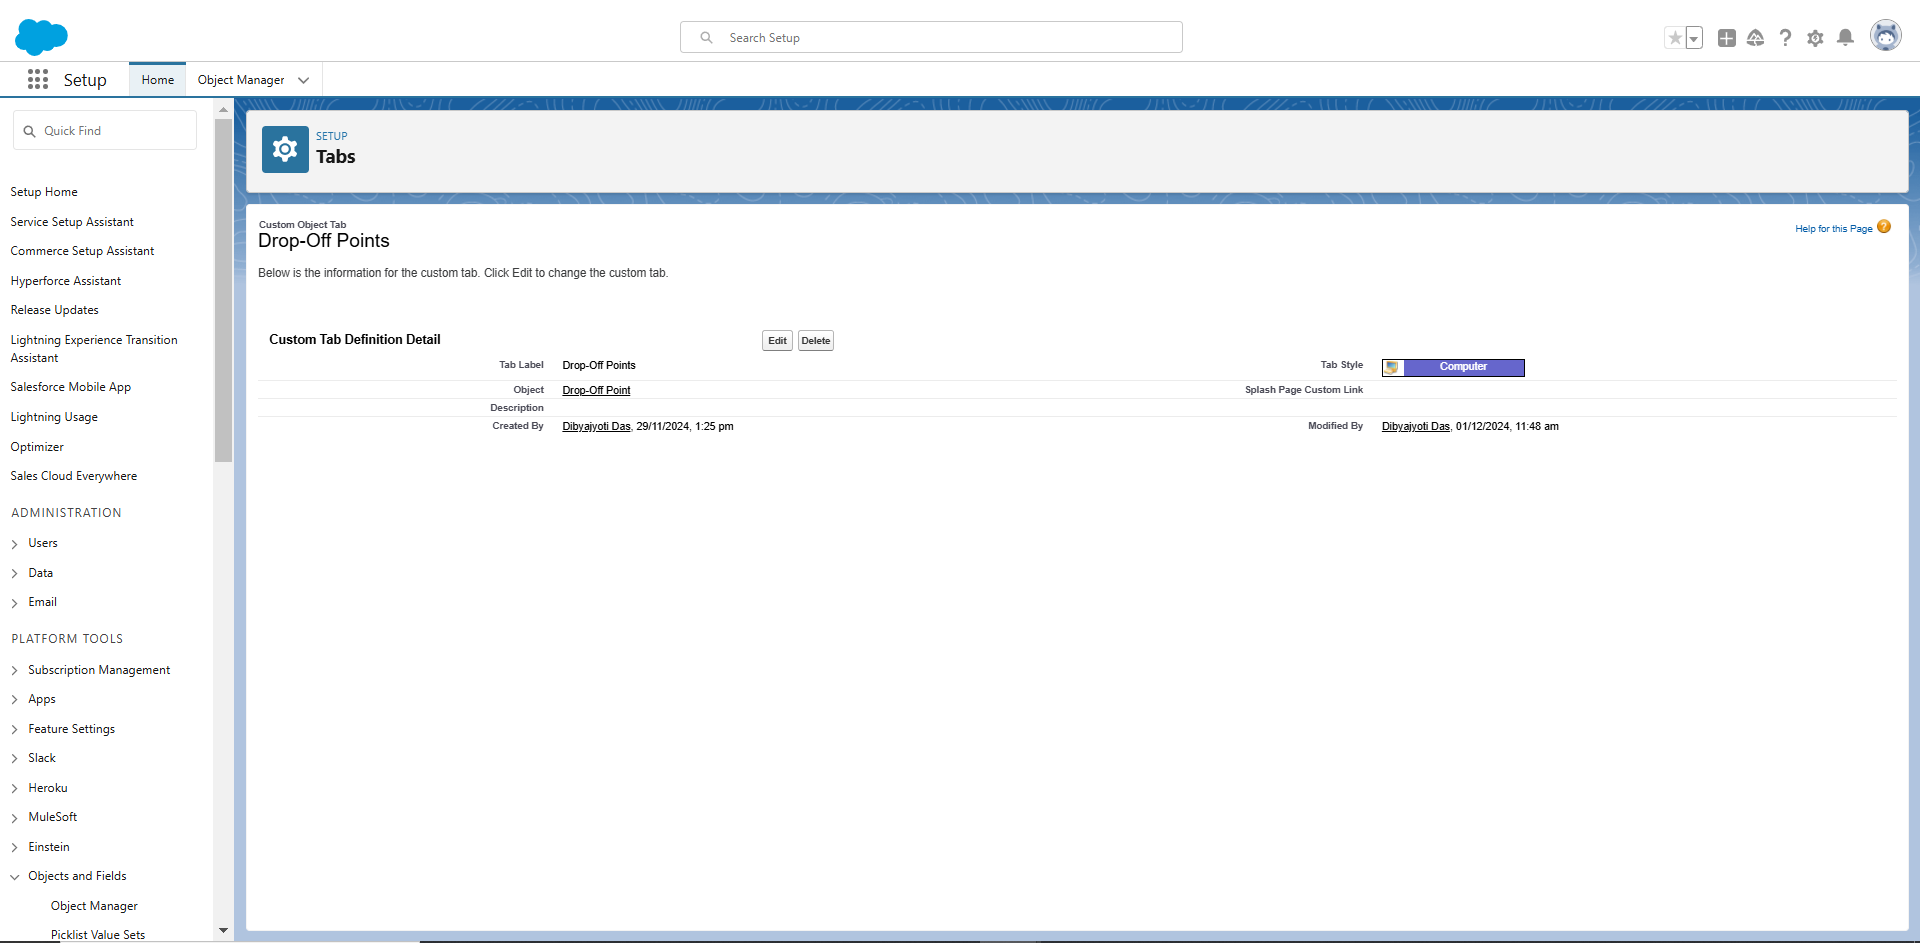 Search Setup
Setup
Home
Object Manager
Quick Find
Setup Home
Service Setup Assistant
Commerce Setup Assistant
Hyperforce Assistant
Release Updates
Lightning Experience Transition
Assistant
Salesforce Mobile App
Lightning Usage
Optimizer
Sales Cloud Everywhere
ADMINISTRATION
Users
Data
Email
PLATFORM TOOLS
Subscription Management
Apps
Feature Settings
Slack
Heroku
MuleSoft
Einstein
Objects and Fields
Object Manager
Picklist Value Sets
SETUP
Tabs
Custom Object Tab
Drop-Off Points
Help for this Page ?
Below is the information for the custom tab. Click Edit to change the custom tab.
Custom Tab Definition Detail
Edit
Delete
Tab Label Drop-Off Points
Tab Style Computer
Object Drop-Off Point
Splash Page Custom Link
Description
Created By Dibyajyoti Das, 29/11/2024, 1:25 pm
Modified By Dibyajyoti Das, 01/12/2024, 11:48 am